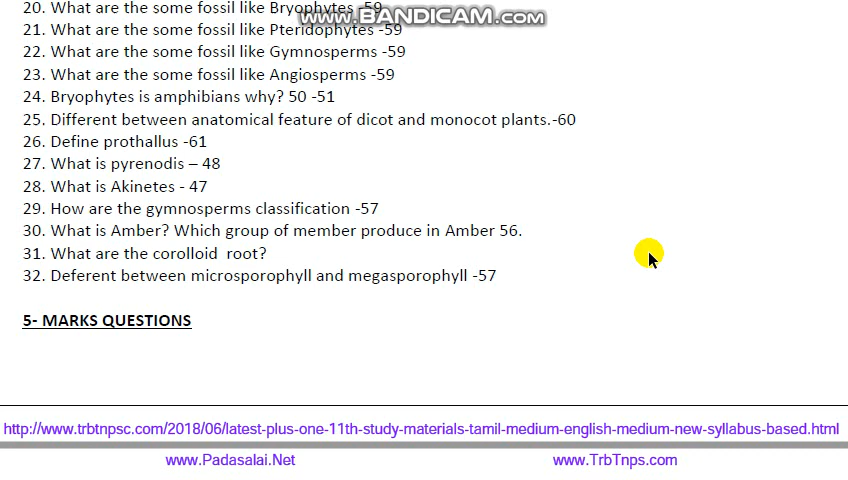 20. What are the some fossil like Bryophytes -59
www.BANDICAM.com
21. What are the some fossil like Pteridophytes -59
22. What are the some fossil like Gymnosperms -59
23. What are the some fossil like Angiosperms -59
24. Bryophytes is amphibians why? 50 -51
25. Different between anatomical feature of dicot and monocot plants.-60
26. Define prothallus -61
27. What is pyrenodis – 48
28. What is Akinetes - 47
29. How are the gymnosperms classification -57
30. What is Amber? Which group of member produce in Amber 56.
31. What are the corolloid  root?
32. Deferent between microsporophyll and megasporophyll -57
5- MARKS QUESTIONS
http://www.trbtnpsc.com/2018/06/latest-plus-one-11th-study-materials-tamil-medium-english-medium-new-syllabus-based.html
www.Padasalai.Net www.TrbTnps.com